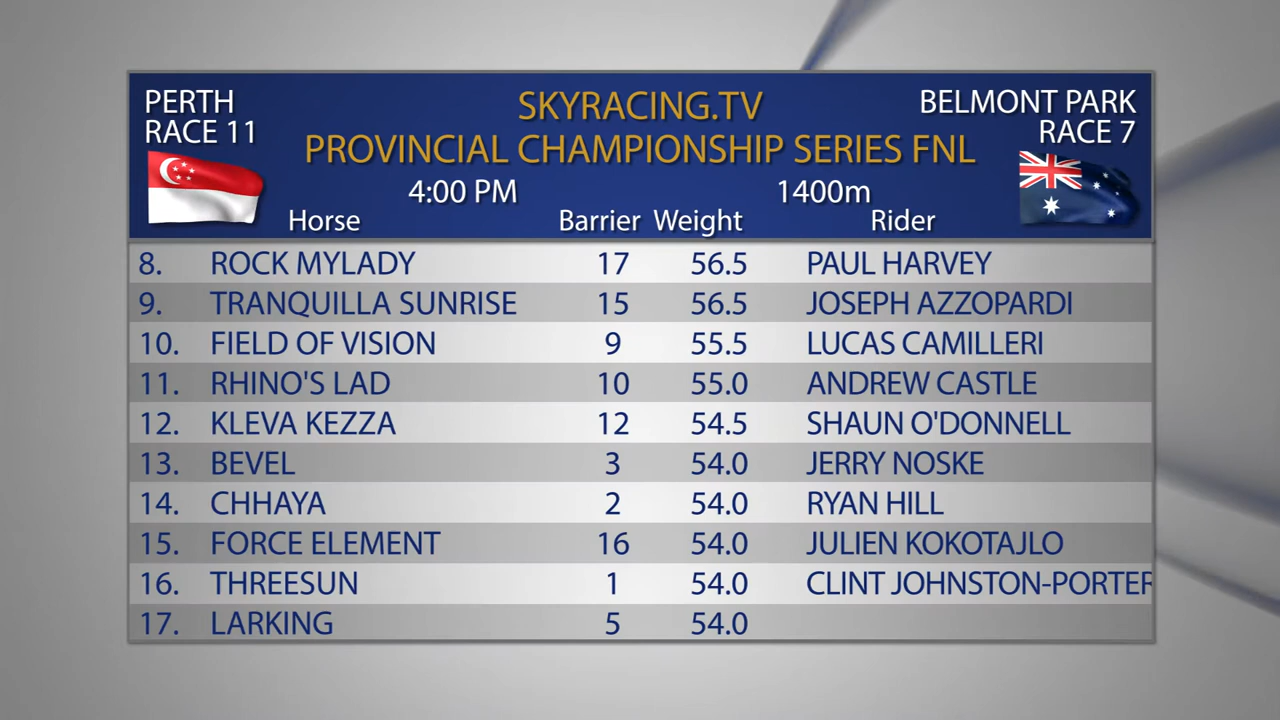 PERTH
RACE 11
SKYRACING.TV
PROVINCIAL CHAMPIONSHIP SERIES FNL
BELMONT PARK
RACE 7
4:00 PM 1400m
Horse Barrier Weight Rider
8. ROCK MYLADY 17 56.5 PAUL HARVEY
9. TRANQUILLA SUNRISE 15 56.5 JOSEPH AZZOPARDI
10. FIELD OF VISION 9 55.5 LUCAS CAMILLERI
11. RHINO'S LAD 10 55.0 ANDREW CASTLE
12. KLEVA KEZZA 12 54.5 SHAUN O'DONNELL
13. BEVEL 3 54.0 JERRY NOSKE
14. CHHAYA 2 54.0 RYAN HILL
15. FORCE ELEMENT 16 54.0 JULIEN KOKOTAJLO
16. THREESUN 1 54.0 CLINT JOHNSTON-PORTER
17. LARKING 5 54.0